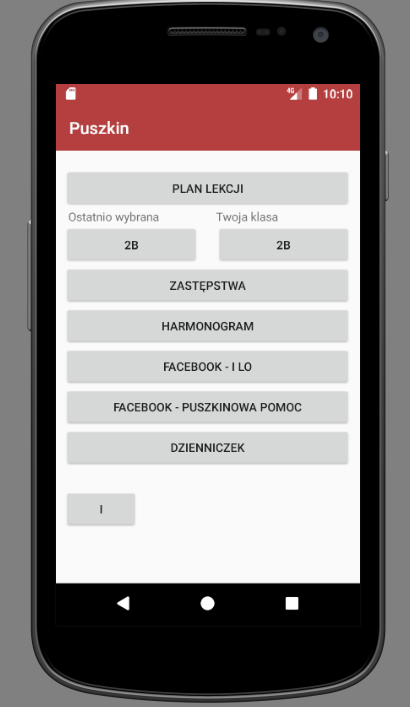 4G 10:10
Puszkin
PLAN LEKCJI
Ostatnio wybrana Twoja klasa
2B 2B
ZASTĘPSTWA
HARMONOGRAM
FACEBOOK - I LO
FACEBOOK - PUSZKINOWA POMOC
DZIENNICZEK
I